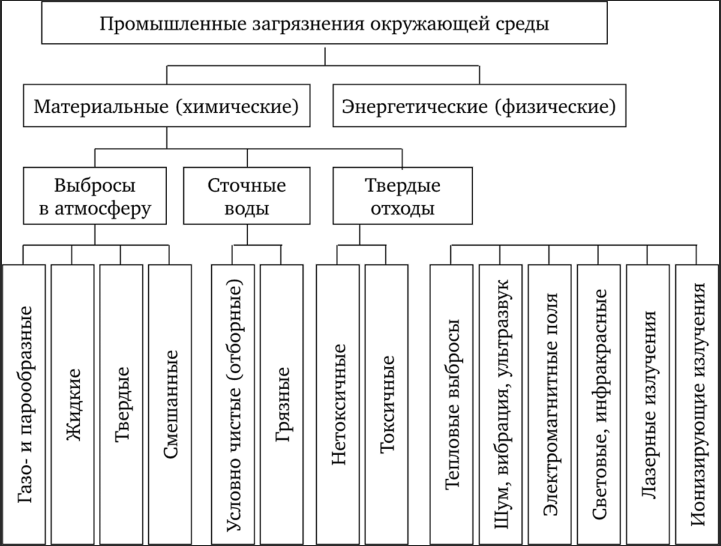 Промышленные загрязнения окружающей среды
Материальные (химические)
Энергетические (физические)
Выбросы
в атмосферу
Сточные
воды
Твердые
отходы
Газо- и парообразные
Жидкие
Твердые
Смешанные
Условно чистые (отборные)
Грязные
Нетоксичные
Токсичные
Тепловые выбросы
Шум, вибрация, ультразвук
Электромагнитные поля
Световые, инфракрасные
Лазерные излучения
Ионизирующие излучения